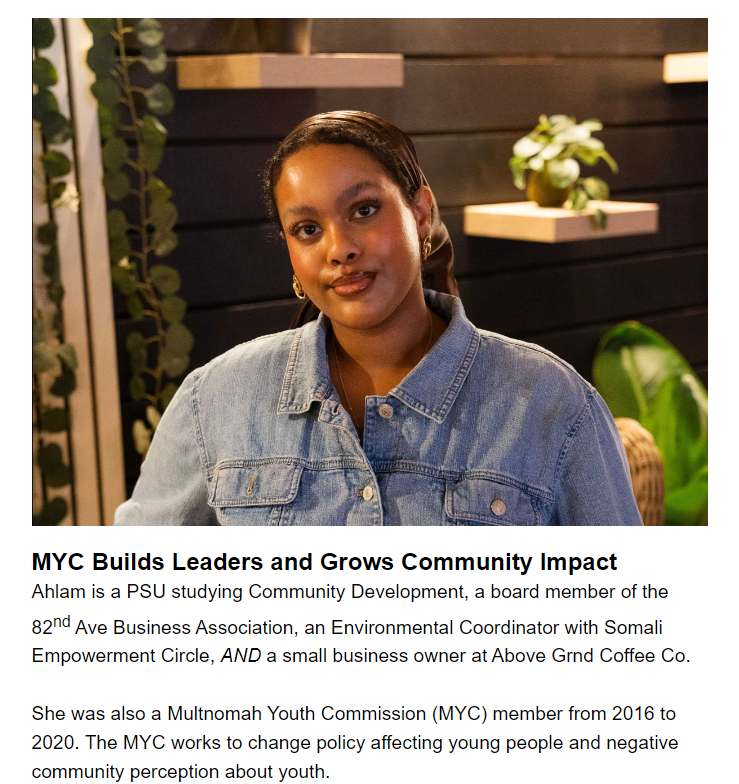 MYC Builds Leaders and Grows Community Impact
Ahlam is a PSU studying Community Development, a board member of the
82nd Ave Business Association, an Environmental Coordinator with Somali
Empowerment Circle, AND a small business owner at Above Grnd Coffee Co.
She was also a Multnomah Youth Commission (MYC) member from 2016 to
2020. The MYC works to change policy affecting young people and negative
community perception about youth.